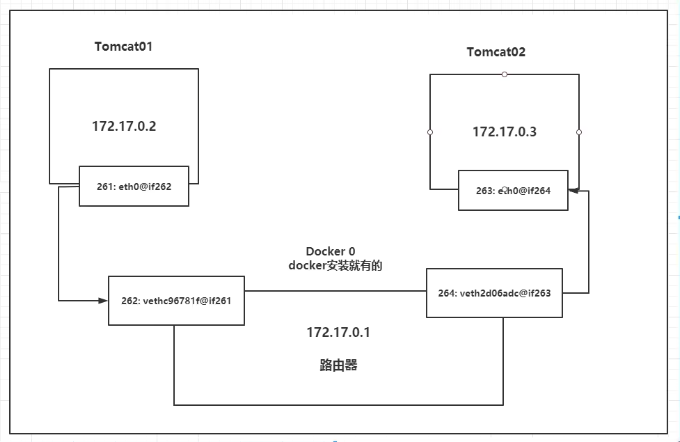 Tomcat01
Tomcat02
172.17.0.2
172.17.0.3
261: eth0@if262
263: eth0@if264
Docker 0
docker安装就有的
262: vethc96781f@if261
264: veth2d06adc@if263
172.17.0.1
路由器